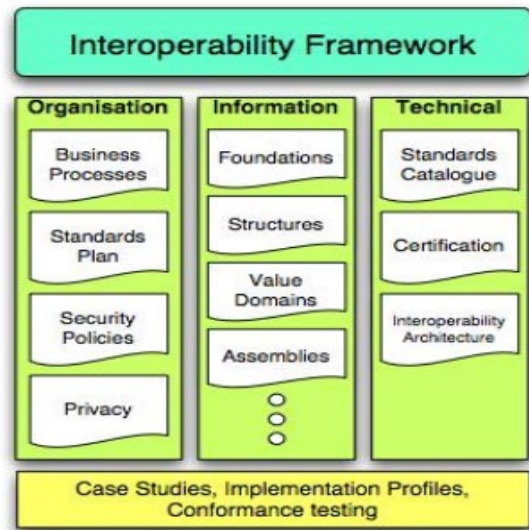 Interoperability Framework
Organisation
Business
Processes
Standards
Plan
Security
Policies
Privacy
Information
Foundations
Structures
Value
Domains
Assemblies
Technical
Standards
Catalogue
Certification
Interoperability
Architecture
Case Studies, Implementation Profiles,
Conformance testing